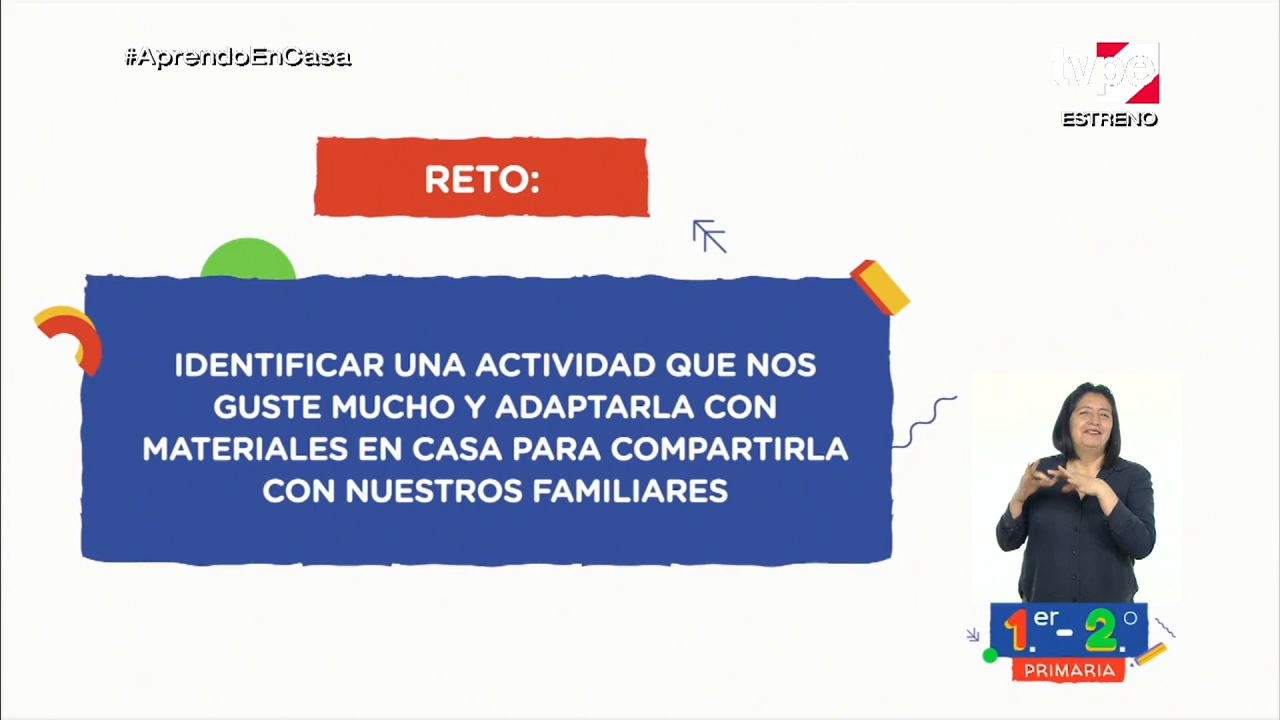 #AprendoEnCasa
tvpe
ESTRENO
RETO:
IDENTIFICAR UNA ACTIVIDAD QUE NOS
GUSTE MUCHO Y ADAPTARLA CON
MATERIALES EN CASA PARA COMPARTIRLA
CON NUESTROS FAMILIARES
1.er - 2.º
PRIMARIA